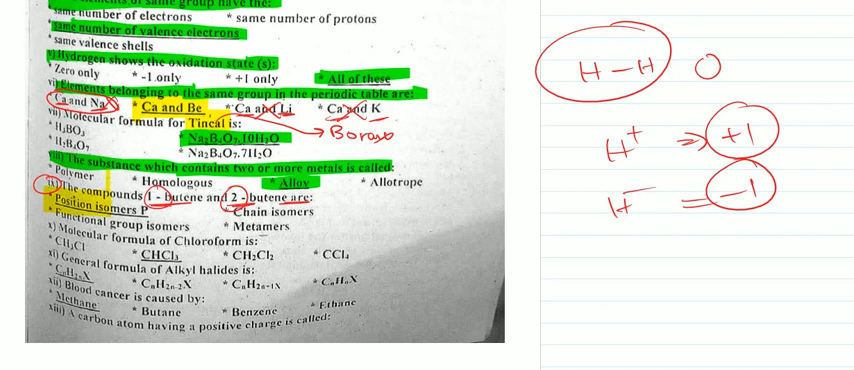 same group have the:
*same number of electrons * same number of protons
*same number of valence electrons
*same valence shells
v) Hydrogen shows the oxidation state (s):
*Zero only * -1 only * +1 only * All of these
vi) Elements belonging to the same group in the periodic table are:
*Ca and Na * Ca and Be * Ca and Li * Ca and K
vii) Molecular formula for Tincal is:
*H₃BO₃ * Na₂B₄O₇.10H₂O
*H₂B₄O₇ * Na₂B₄O₇.7H₂O
Borax
viii) The substance which contains two or more metals is called:
*Polymer * Homologous * Alloy * Allotrope
ix) The compounds 1 - butene and 2 - butene are:
*Position isomers P * Chain isomers
*Functional group isomers * Metamers
x) Molecular formula of Chloroform is:
*CH₃Cl * CHCl₃ * CH₂Cl₂ * CCl₄
xi) General formula of Alkyl halides is:
* CₙH₂ₙ₋₂X * CₙH₂ₙ₋₁X * CₙHₙX
xii) Blood cancer is caused by:
*Methane * Butane * Benzene * Ethane
xiii) A carbon atom having a positive charge is called:
H — H 0
H⁺ ⇒ +1
H⁻ = -1